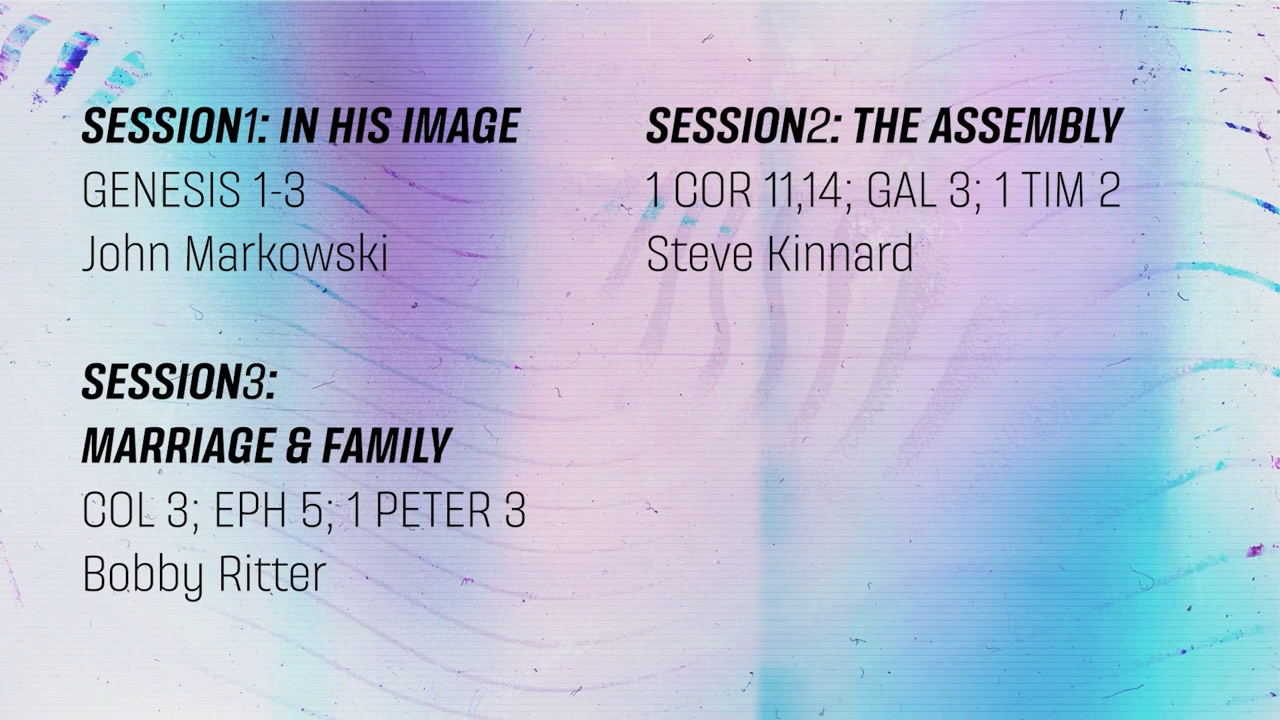 SESSION1: IN HIS IMAGE
GENESIS 1-3
John Markowski
SESSION2: THE ASSEMBLY
1 COR 11,14; GAL 3; 1 TIM 2
Steve Kinnard
SESSION3:
MARRIAGE & FAMILY
COL 3; EPH 5; 1 PETER 3
Bobby Ritter